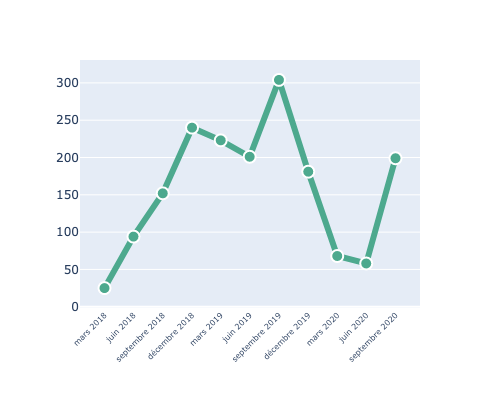 300
250
200
150
100
50
0
mars 2018
juin 2018
septembre 2018
décembre 2018
mars 2019
juin 2019
septembre 2019
décembre 2019
mars 2020
juin 2020
septembre 2020